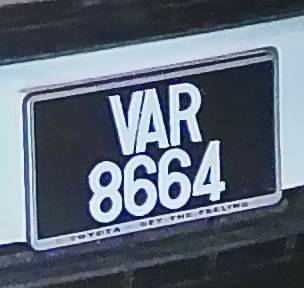 VAR
8664
TOYOTA GET THE FEELING